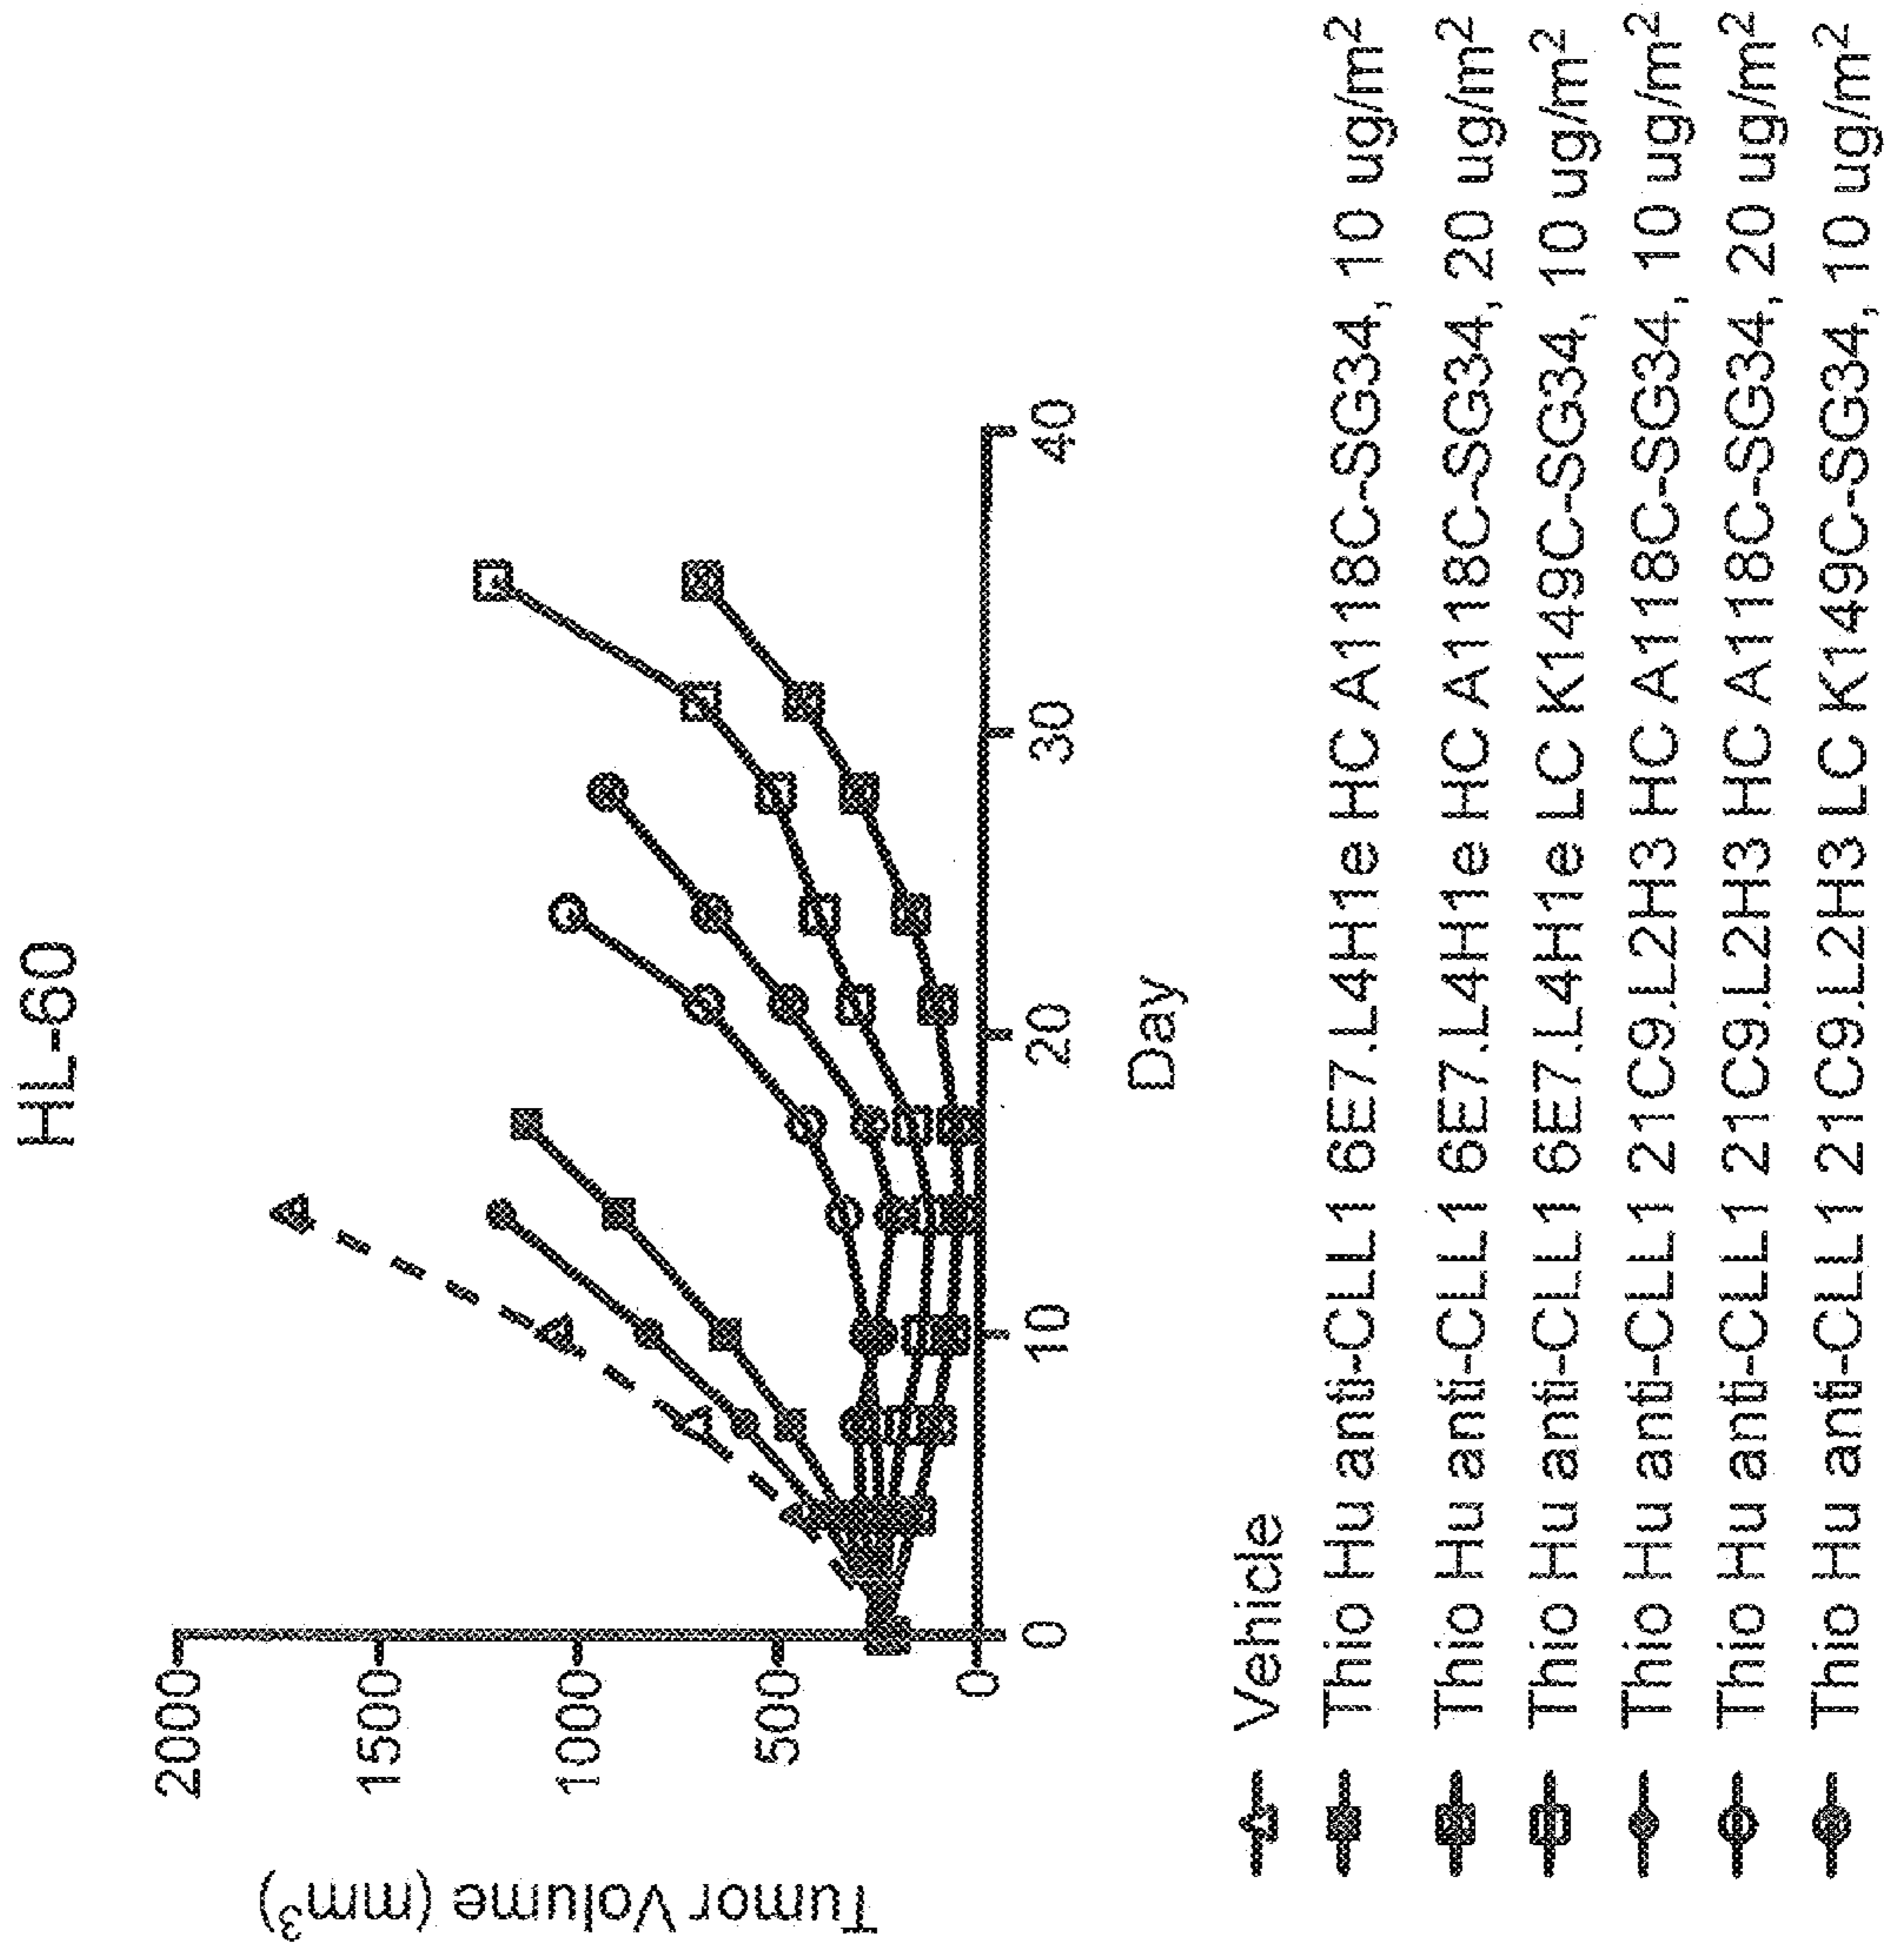 HL-60
Tumor Volume (mm³)
2000
1500
1000
500
0
0
10
20
30
40
Day
Vehicle
Thio Hu anti-CLL1 6E7.L4H1e HC A118C-SG34, 10 ug/m²
Thio Hu anti-CLL1 6E7.L4H1e HC A118C-SG34, 20 ug/m²
Thio Hu anti-CLL1 6E7.L4H1e LC K149C-SG34, 10 ug/m²
Thio Hu anti-CLL1 21C9.L2H3 HC A118C-SG34, 10 ug/m²
Thio Hu anti-CLL1 21C9.L2H3 HC A118C-SG34, 20 ug/m²
Thio Hu anti-CLL1 21C9.L2H3 LC K149C-SG34, 10 ug/m²